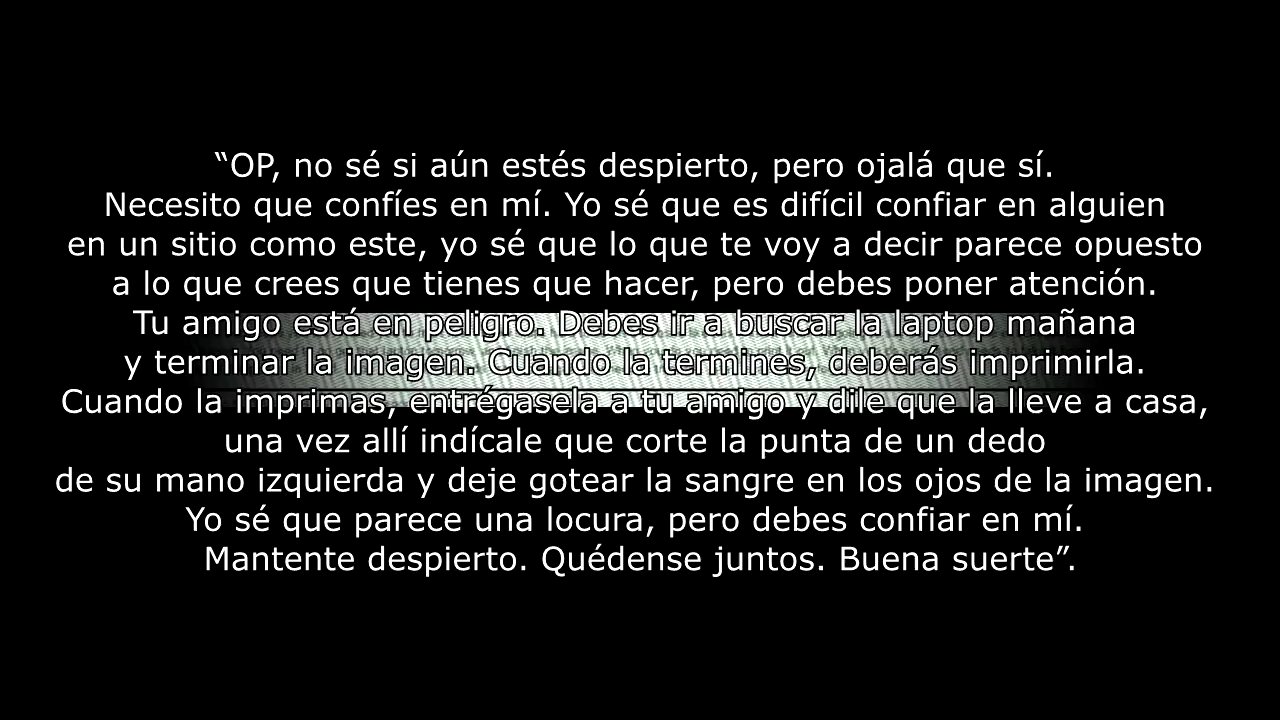 “OP, no sé si aún estés despierto, pero ojalá que sí.
Necesito que confíes en mí. Yo sé que es difícil confiar en alguien
en un sitio como este, yo sé que lo que te voy a decir parece opuesto
a lo que crees que tienes que hacer, pero debes poner atención.
Tu amigo está en peligro. Debes ir a buscar la laptop mañana
y terminar la imagen. Cuando la termines, deberás imprimirla.
Cuando la imprimas, entrégasela a tu amigo y dile que la lleve a casa,
una vez allí indícale que corte la punta de un dedo
de su mano izquierda y deje gotear la sangre en los ojos de la imagen.
Yo sé que parece una locura, pero debes confiar en mí.
Mantente despierto. Quédense juntos. Buena suerte”.